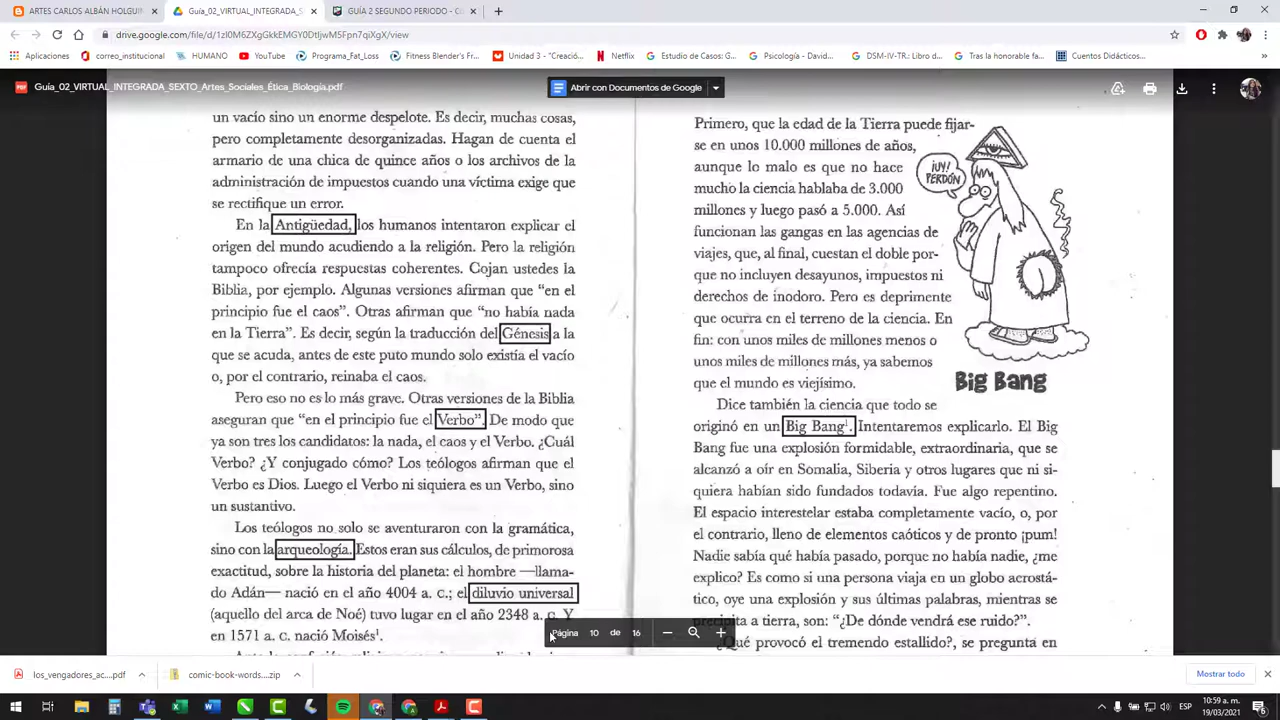 ARTES CARLOS ALBÁN HOLGUIN
Guía_02_VIRTUAL_INTEGRADA_S
GUÍA 2 SEGUNDO PERIODO - C
drive.google.com/file/d/1zI0M6ZXgGkkEMGY0DtIjwM5Fpn7qiXgX/view
Aplicaciones
correo_institucional
HUMANO
YouTube
Programa_Fat_Loss
Fitness Blender's Fr...
Unidad 3 - "Creació...
Netflix
Estudio de Casos: G...
Psicología - David...
DSM-IV-TR.: Libro d...
Tras la honorable fa...
Cuentos Didácticos...
Guía_02_VIRTUAL_INTEGRADA_SEXTO_Artes_Sociales_Ética_Biología.pdf
Abrir con Documentos de Google
un vacío sino un enorme despelote. Es decir, muchas cosas,
pero completamente desorganizadas. Hagan de cuenta el
armario de una chica de quince años o los archivos de la
administración de impuestos cuando una víctima exige que
se rectifique un error.
En la Antigüedad, los humanos intentaron explicar el
origen del mundo acudiendo a la religión. Pero la religión
tampoco ofrecía respuestas coherentes. Cojan ustedes la
Biblia, por ejemplo. Algunas versiones afirman que “en el
principio fue el caos”. Otras afirman que “no había nada
en la Tierra”. Es decir, según la traducción del Génesis a la
que se acuda, antes de este puto mundo solo existía el vacío
o, por el contrario, reinaba el caos.
Pero eso no es lo más grave. Otras versiones de la Biblia
aseguran que “en el principio fue el Verbo”. De modo que
ya son tres los candidatos: la nada, el caos y el Verbo. ¿Cuál
Verbo? ¿Y conjugado cómo? Los teólogos afirman que el
Verbo es Dios. Luego el Verbo ni siquiera es un Verbo, sino
un sustantivo.
Los teólogos no solo se aventuraron con la gramática,
sino con la arqueología. Estos eran sus cálculos, de primorosa
exactitud, sobre la historia del planeta: el hombre —llama-
do Adán— nació en el año 4004 a. c.; el diluvio universal
(aquello del arca de Noé) tuvo lugar en el año 2348 a. c. Y
en 1571 a. c. nació Moisés¹.
Primero, que la edad de la Tierra puede fijar-
se en unos 10.000 millones de años,
aunque lo malo es que no hace
mucho la ciencia hablaba de 3.000
millones y luego pasó a 5.000. Así
funcionan las gangas en las agencias de
viajes, que, al final, cuestan el doble por-
que no incluyen desayunos, impuestos ni
derechos de inodoro. Pero es deprimente
que ocurra en el terreno de la ciencia. En
fin: con unos miles de millones menos o
unos miles de millones más, ya sabemos
que el mundo es viejísimo.
¡UY!
PERDÓN
Big Bang
Dice también la ciencia que todo se
originó en un Big Bang¹. Intentaremos explicarlo. El Big
Bang fue una explosión formidable, extraordinaria, que se
alcanzó a oír en Somalia, Siberia y otros lugares que ni si-
quiera habían sido fundados todavía. Fue algo repentino.
El espacio interestelar estaba completamente vacío, o, por
el contrario, lleno de elementos caóticos y de pronto ¡pum!
Nadie sabía qué había pasado, porque no había nadie, ¿me
explico? Es como si una persona viaja en un globo acrostá-
tico, oye una explosión y sus últimas palabras, mientras se
precipita a tierra, son: “¿De dónde vendrá ese ruido?”.
¿Qué provocó el tremendo estallido?, se pregunta en
Página 10 de 16
los_vengadores_ac....pdf
comic-book-words....zip
Mostrar todo
ESP
10:59 a.m.
19/03/2021